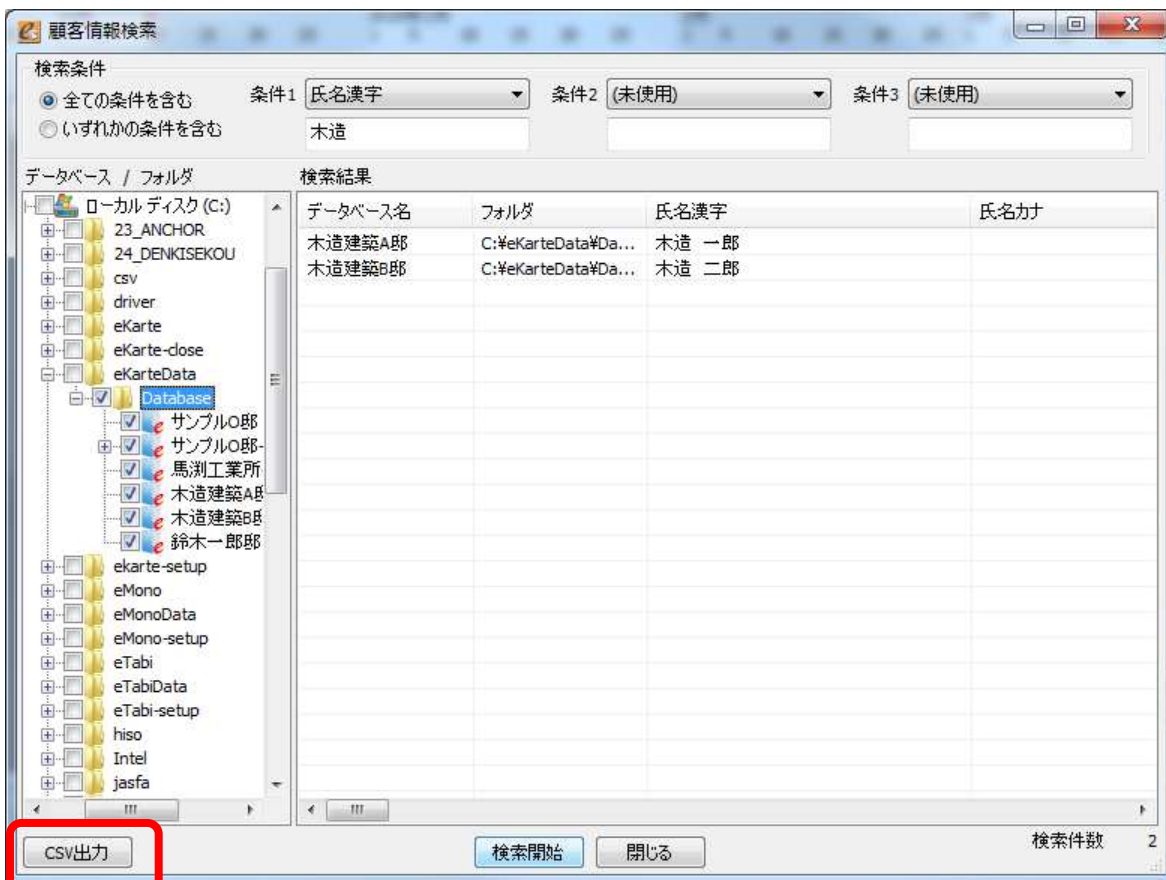 顧客情報検索
検索条件
全ての条件を含む
いずれかの条件を含む
条件1 氏名漢字 条件2 (未使用) 条件3 (未使用)
木造
データベース / フォルダ
検索結果
ローカル ディスク (C:)
23_ANCHOR
24_DENKISEKOU
csv
driver
eKarte
eKarte-close
eKarteData
Database
サンプルO邸
サンプルO邸-
馬渕工業所
木造建築A邸
木造建築B邸
鈴木一郎邸
ekarte-setup
eMono
eMonoData
eMono-setup
eTabi
eTabiData
eTabi-setup
hiso
Intel
jasfa
データベース名 フォルダ 氏名漢字 氏名カナ
木造建築A邸 C:¥eKarteData¥Da... 木造 一郎
木造建築B邸 C:¥eKarteData¥Da... 木造 二郎
CSV出力 検索開始 閉じる 検索件数 2